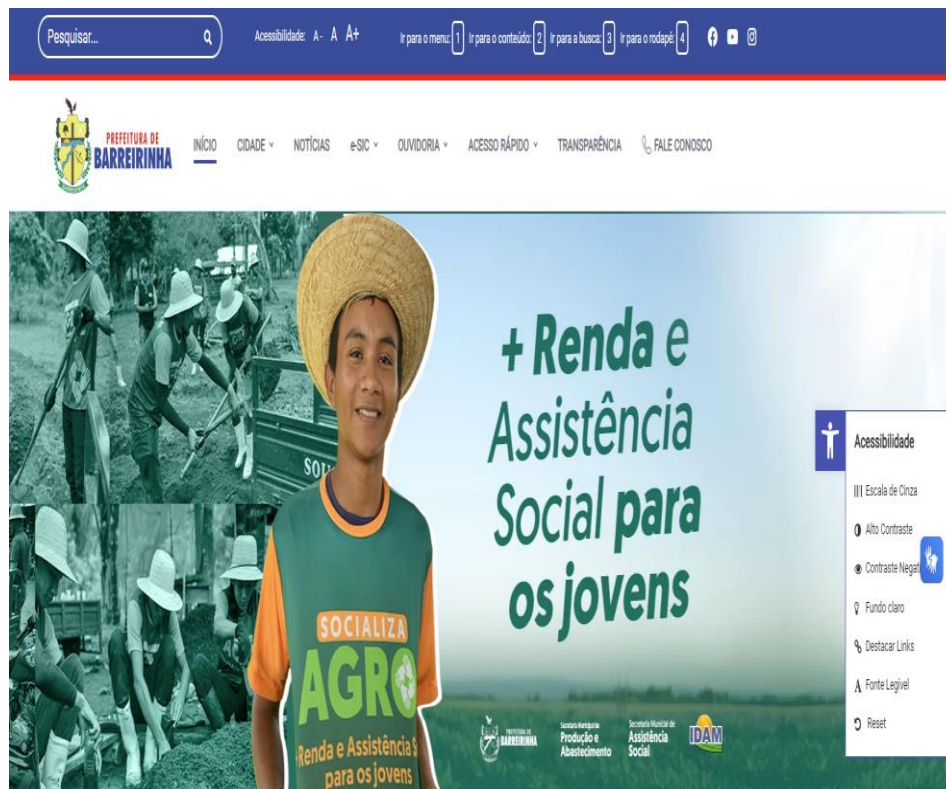 Pesquisar...
Acessibilidade: A- A A+
Ir para o menu: 1 Ir para o conteúdo: 2 Ir para a busca: 3 Ir para o rodapé: 4
PREFEITURA DE
BARREIRINHA
INÍCIO CIDADE NOTÍCIAS e-SIC OUVIDORIA ACESSO RÁPIDO TRANSPARÊNCIA FALE CONOSCO
SOU
+ Renda e
Assistência
Social para
os jovens
SOCIALIZA
AGRO
Renda e Assistência S
para os jovens
PREFEITURA DE
BARREIRINHA
Secretaria Municipal de
Produção e
Abastecimento
Secretaria Municipal de
Assistência
Social
IDAM
Acessibilidade
Escala de Cinza
Alto Contraste
Contraste Negati
Fundo claro
Destacar Links
A Fonte Legível
Reset